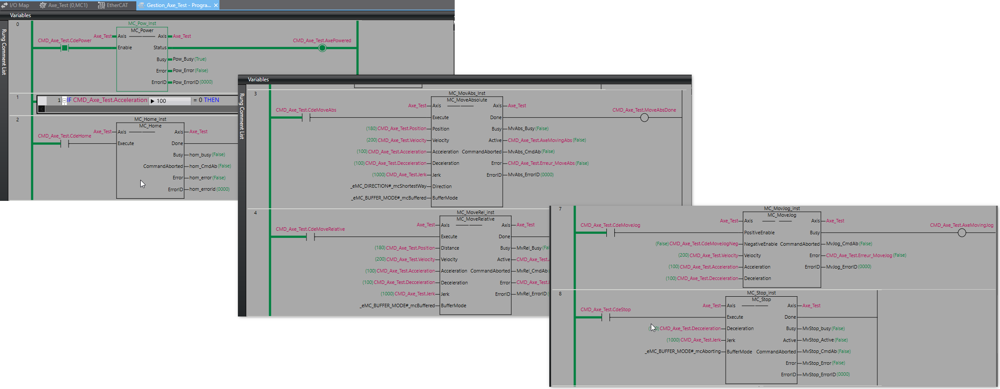 I/O Map
Axe_Test (0,MC1)
EtherCAT
Gestion_Axe_Test - Progra...
Variables
Rung Comment List
0
MC_Pow_Inst
MC_Power
Axe_Test Axis Axis Axe_Test
CMD_Axe_Test.CdePower
CMD_Axe_Test.AxePowered
Enable Status
Busy Pow_Busy (True)
Error Pow_Error (False)
ErrorID Pow_ErrorID (0000)
1
1 IF CMD_Axe_Test.Acceleration 100 = 0 THEN
2
MC_Home_inst
MC_Home
Axe_Test Axis Axis Axe_Test
CMD_Axe_Test.CdeHome
Execute Done
Busy hom_busy (False)
CommandAborted hom_CmdAb (False)
Error hom_error (False)
ErrorID hom_errorid (0000)
Variables
Rung Comment List
3
MC_MovAbs_Inst
MC_MoveAbsolute
Axe_Test Axis Axis Axe_Test
CMD_Axe_Test.CdeMoveAbs
CMD_Axe_Test.MoveAbsDone
Execute Done
(180) CMD_Axe_Test.Position Position Busy MvAbs_Busy (False)
(200) CMD_Axe_Test.Velocity Velocity Active CMD_Axe_Test.AxeMovingAbs (False)
(100) CMD_Axe_Test.Acceleration Acceleration CommandAborted MvAbs_CmdAb (False)
(100) CMD_Axe_Test.Decceleration Deceleration Error CMD_Axe_Test.Erreur_MoveAbs (False)
(1000) CMD_Axe_Test.Jerk Jerk ErrorID MvAbs_ErrorID (0000)
_eMC_DIRECTION#_mcShortestWay Direction
_eMC_BUFFER_MODE#_mcBuffered BufferMode
4
MC_MoveRel_inst
MC_MoveRelative
Axe_Test Axis Axis Axe_Test
CMD_Axe_Test.CdeMoveRelative
Execute Done
(180) CMD_Axe_Test.Position Distance Busy MvRel_Busy (Fal
(200) CMD_Axe_Test.Velocity Velocity Active CMD_Axe_Test.
(100) CMD_Axe_Test.Acceleration Acceleration CommandAborted MvRel_CmdAb (
(100) CMD_Axe_Test.Decceleration Deceleration Error CMD_Axe_Test.
(1000) CMD_Axe_Test.Jerk Jerk ErrorID MvRel_ErrorID (
_eMC_BUFFER_MODE#_mcBuffered BufferMode
7
MC_MovJog_inst
MC_MoveJog
Axe_Test Axis Axis Axe_Test
CMD_Axe_Test.CdeMoveJog
CMD_Axe_Test.AxeMovingJog
PositiveEnable Busy
(False) CMD_Axe_Test.CdeMoveJogNeg NegativeEnable CommandAborted MvJog_CmdAb (False)
(200) CMD_Axe_Test.Velocity Velocity Error CMD_Axe_Test.Erreur_MoveJog (False)
(100) CMD_Axe_Test.Acceleration Acceleration ErrorID MvJog_ErrorID (0000)
(100) CMD_Axe_Test.Decceleration Deceleration
8
MC_Stop_inst
MC_Stop
Axe_Test Axis Axis Axe_Test
CMD_Axe_Test.CdeStop
Execute Done
CMD_Axe_Test.Decceleration Deceleration Busy MvStop_busy (False)
(1000) CMD_Axe_Test.Jerk Jerk Active MvStop_Active (False)
_eMC_BUFFER_MODE#_mcAborting BufferMode CommandAborted MvStop_CmdAb (False)
Error MvStop_Error (False)
ErrorID MvStop_ErrorID (0000)